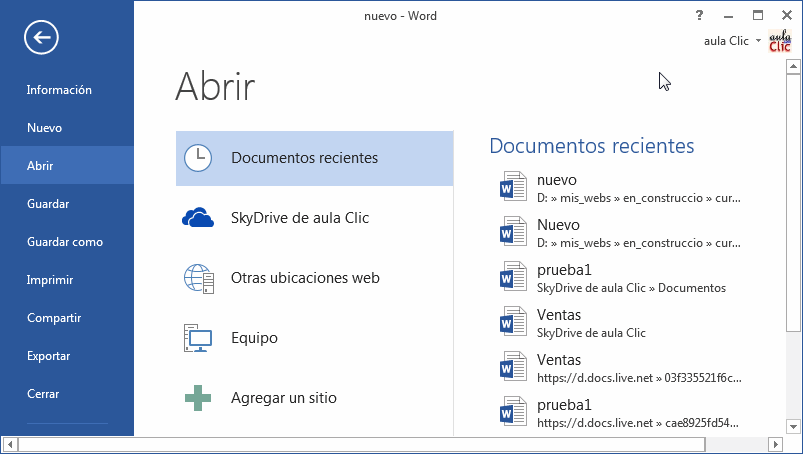 nuevo - Word
?
aula Clic
aula
Clic
Información
Nuevo
Abrir
Guardar
Guardar como
Imprimir
Compartir
Exportar
Cerrar
Abrir
Documentos recientes
SkyDrive de aula Clic
Otras ubicaciones web
Equipo
Agregar un sitio
Documentos recientes
nuevo
D: » mis_webs » en_construccio » cur...
Nuevo
D: » mis_webs » en_construccio » cur...
prueba1
SkyDrive de aula Clic » Documentos
Ventas
SkyDrive de aula Clic
Ventas
https://d.docs.live.net » 03f335521f6c...
prueba1
https://d.docs.live.net » cae8925fd54...